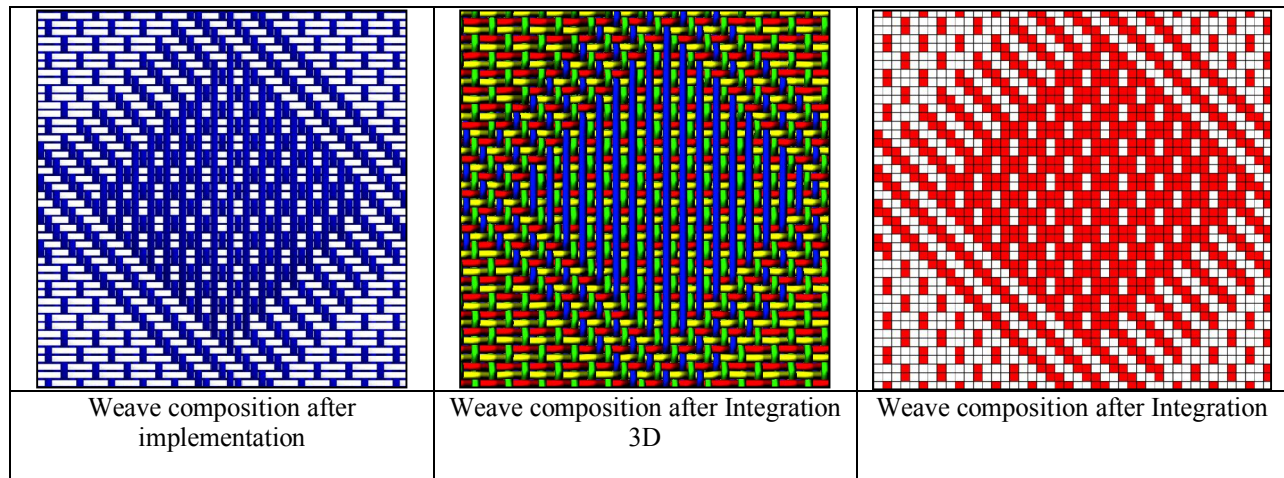 Weave composition after
implementation
Weave composition after Integration
3D
Weave composition after Integration